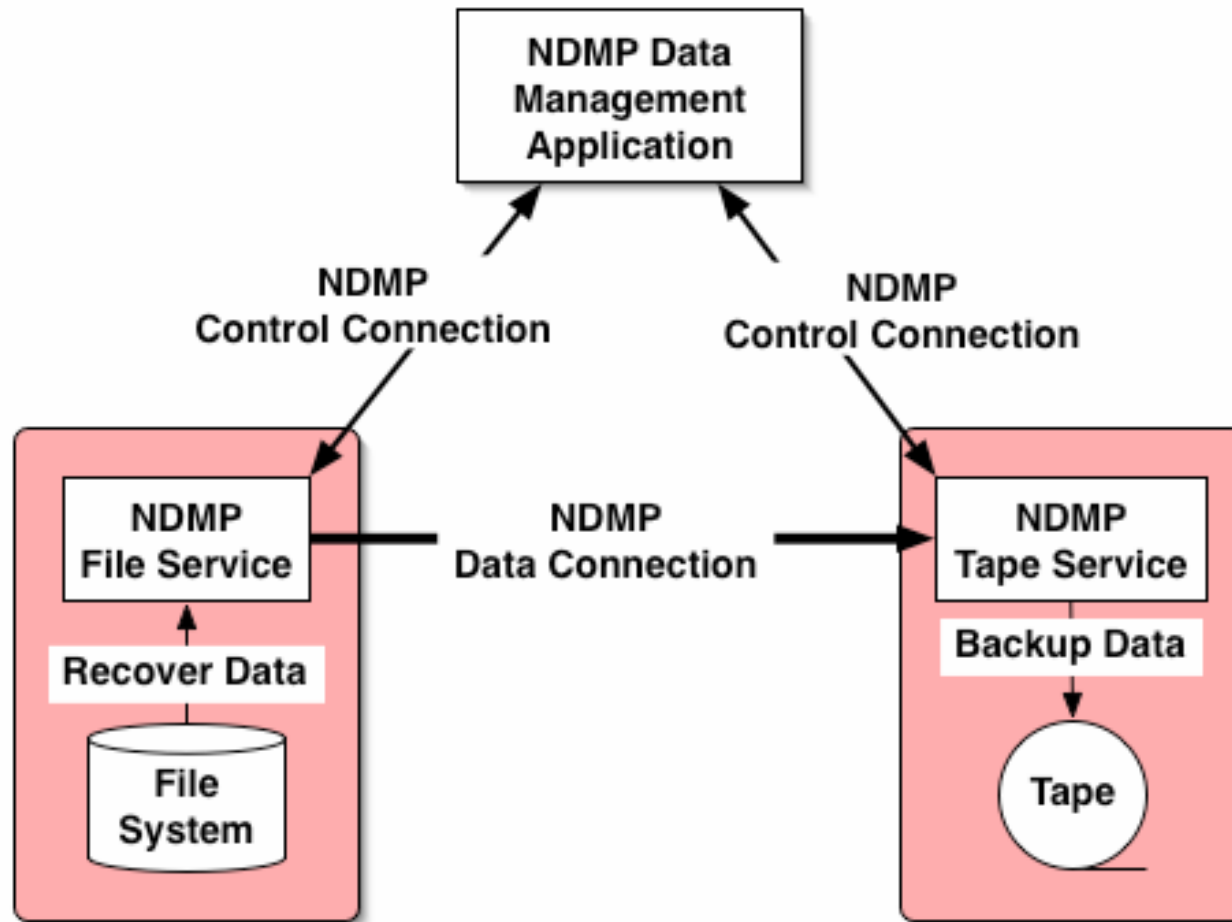 NDMP Data
Management
Application
NDMP
Control Connection
NDMP
Control Connection
NDMP
File Service
NDMP
Data Connection
NDMP
Tape Service
Recover Data
Backup Data
File
System
Tape